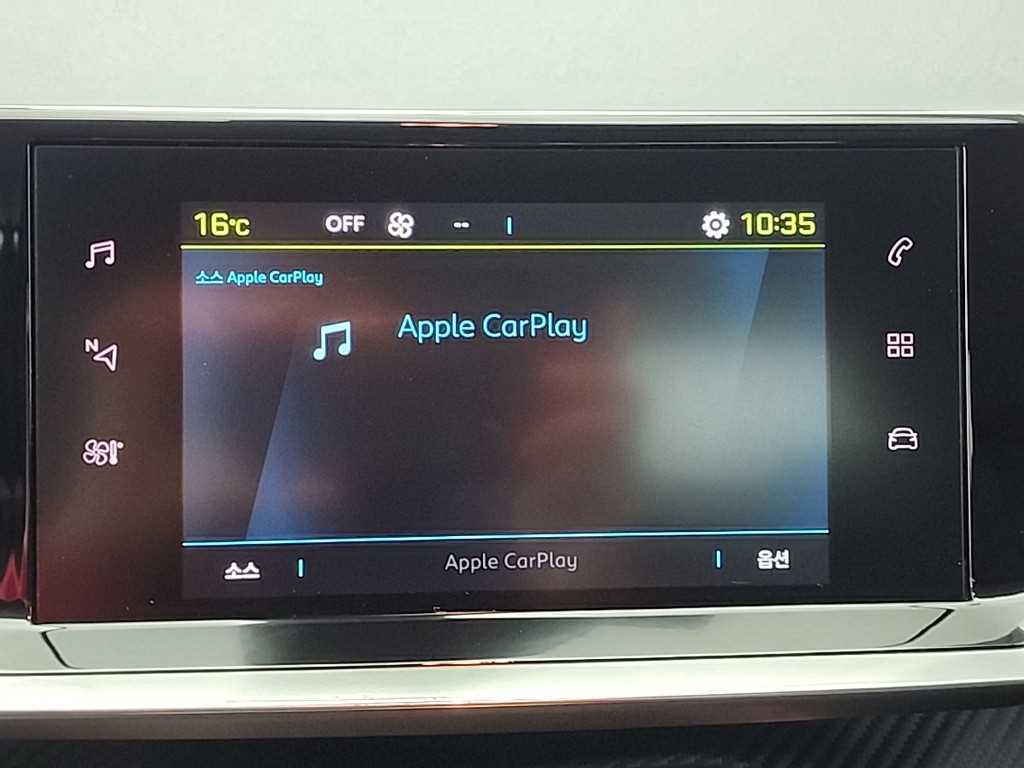 16°C OFF -- 10:35
소스 Apple CarPlay
Apple CarPlay
N
소스 Apple CarPlay 옵션